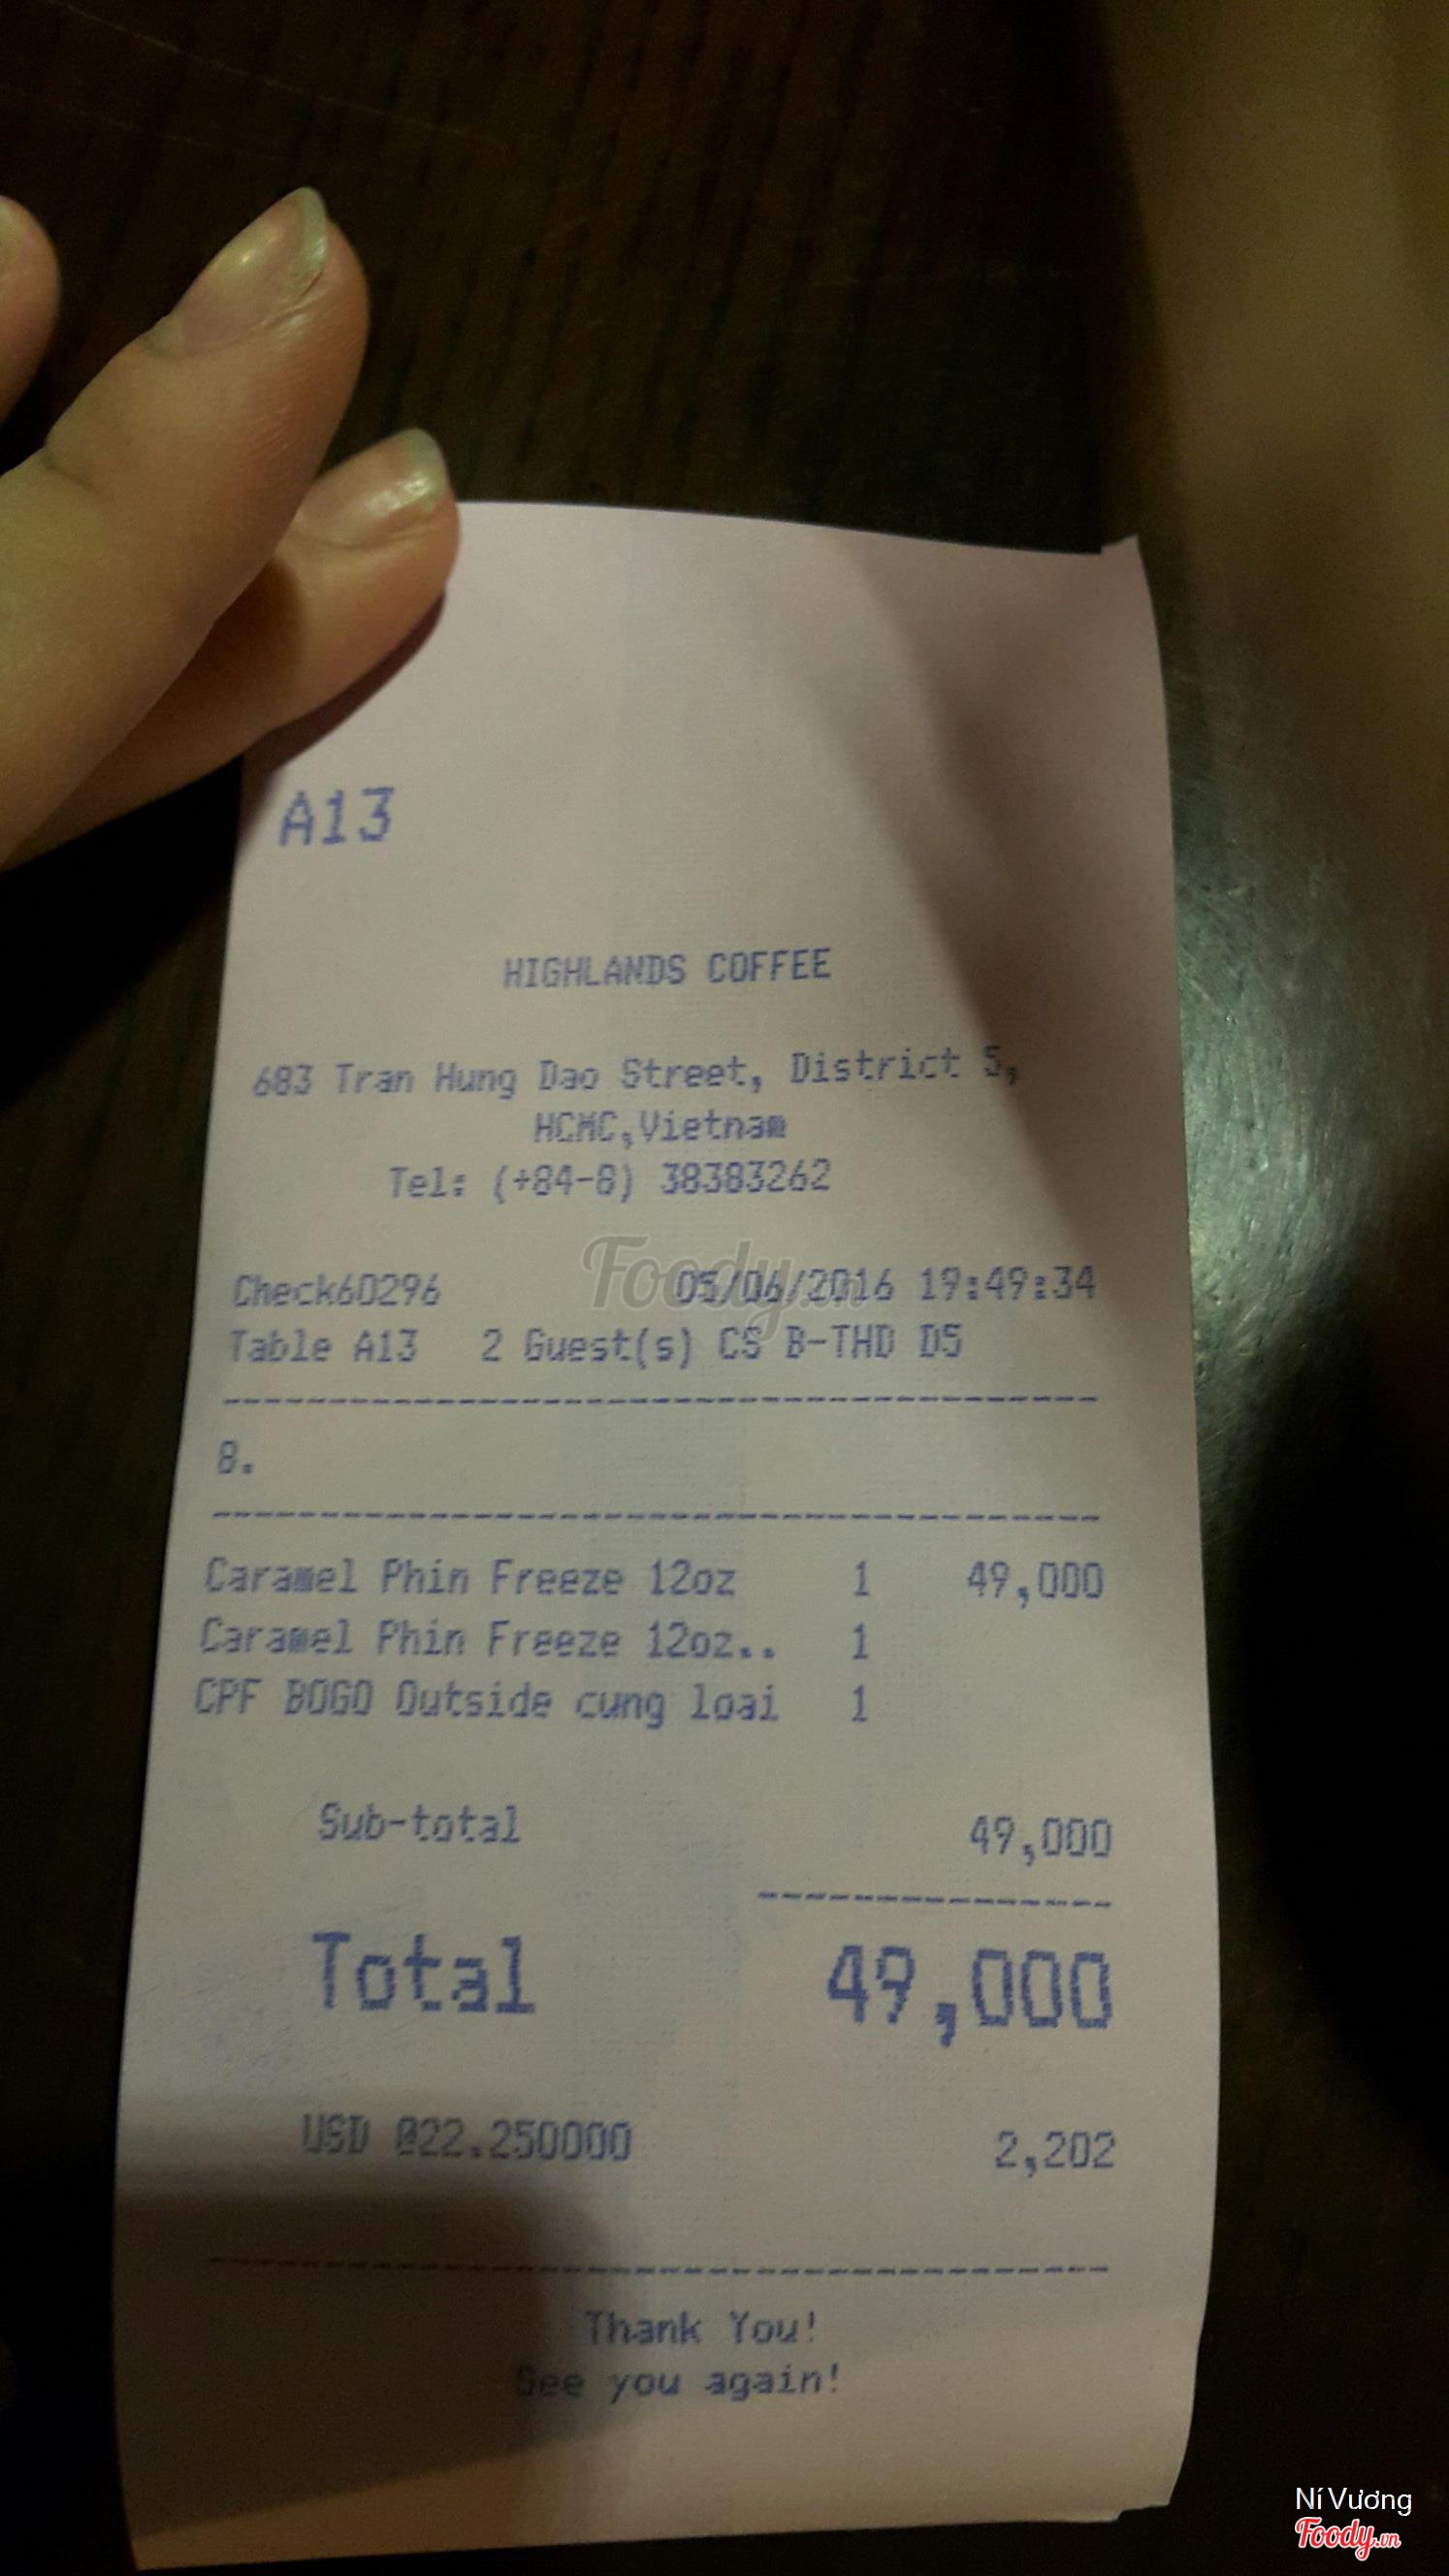 A13
HIGHLANDS COFFEE
683 Tran Hung Dao Street, District 5,
HCMC,Vietnam
Tel: (+84-8) 38383262
Foody.vn
Check60296 05/06/2016 19:49:34
Table A13 2 Guest(s) CS B-THD D5
8.
Caramel Phin Freeze 12oz 1 49,000
Caramel Phin Freeze 12oz.. 1
CPF BOGO Outside cung loai 1
Sub-total 49,000
Total 49,000
USD @22.250000 2,202
Thank You!
See you again!
Ní Vương
Foody.vn